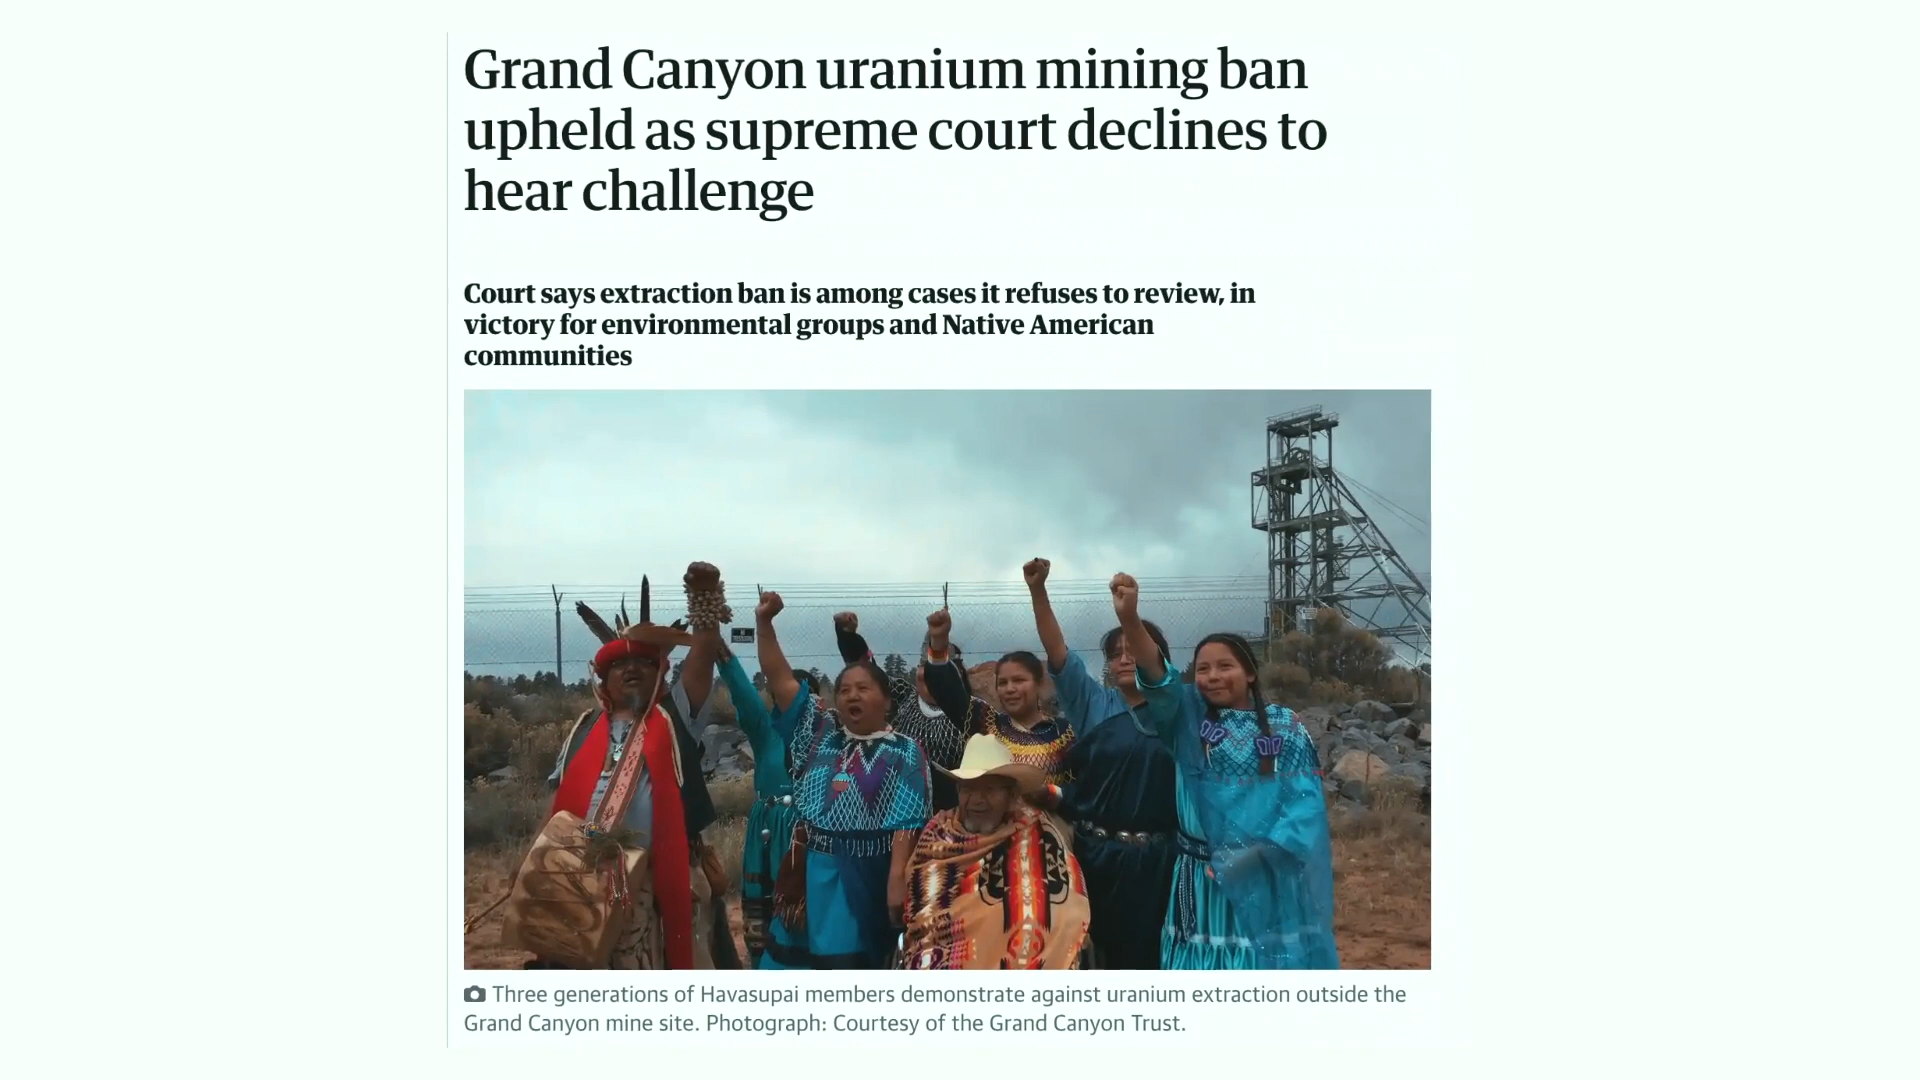 Grand Canyon uranium mining ban
upheld as supreme court declines to
hear challenge
Court says extraction ban is among cases it refuses to review, in
victory for environmental groups and Native American
communities
Three generations of Havasupai members demonstrate against uranium extraction outside the
Grand Canyon mine site. Photograph: Courtesy of the Grand Canyon Trust.